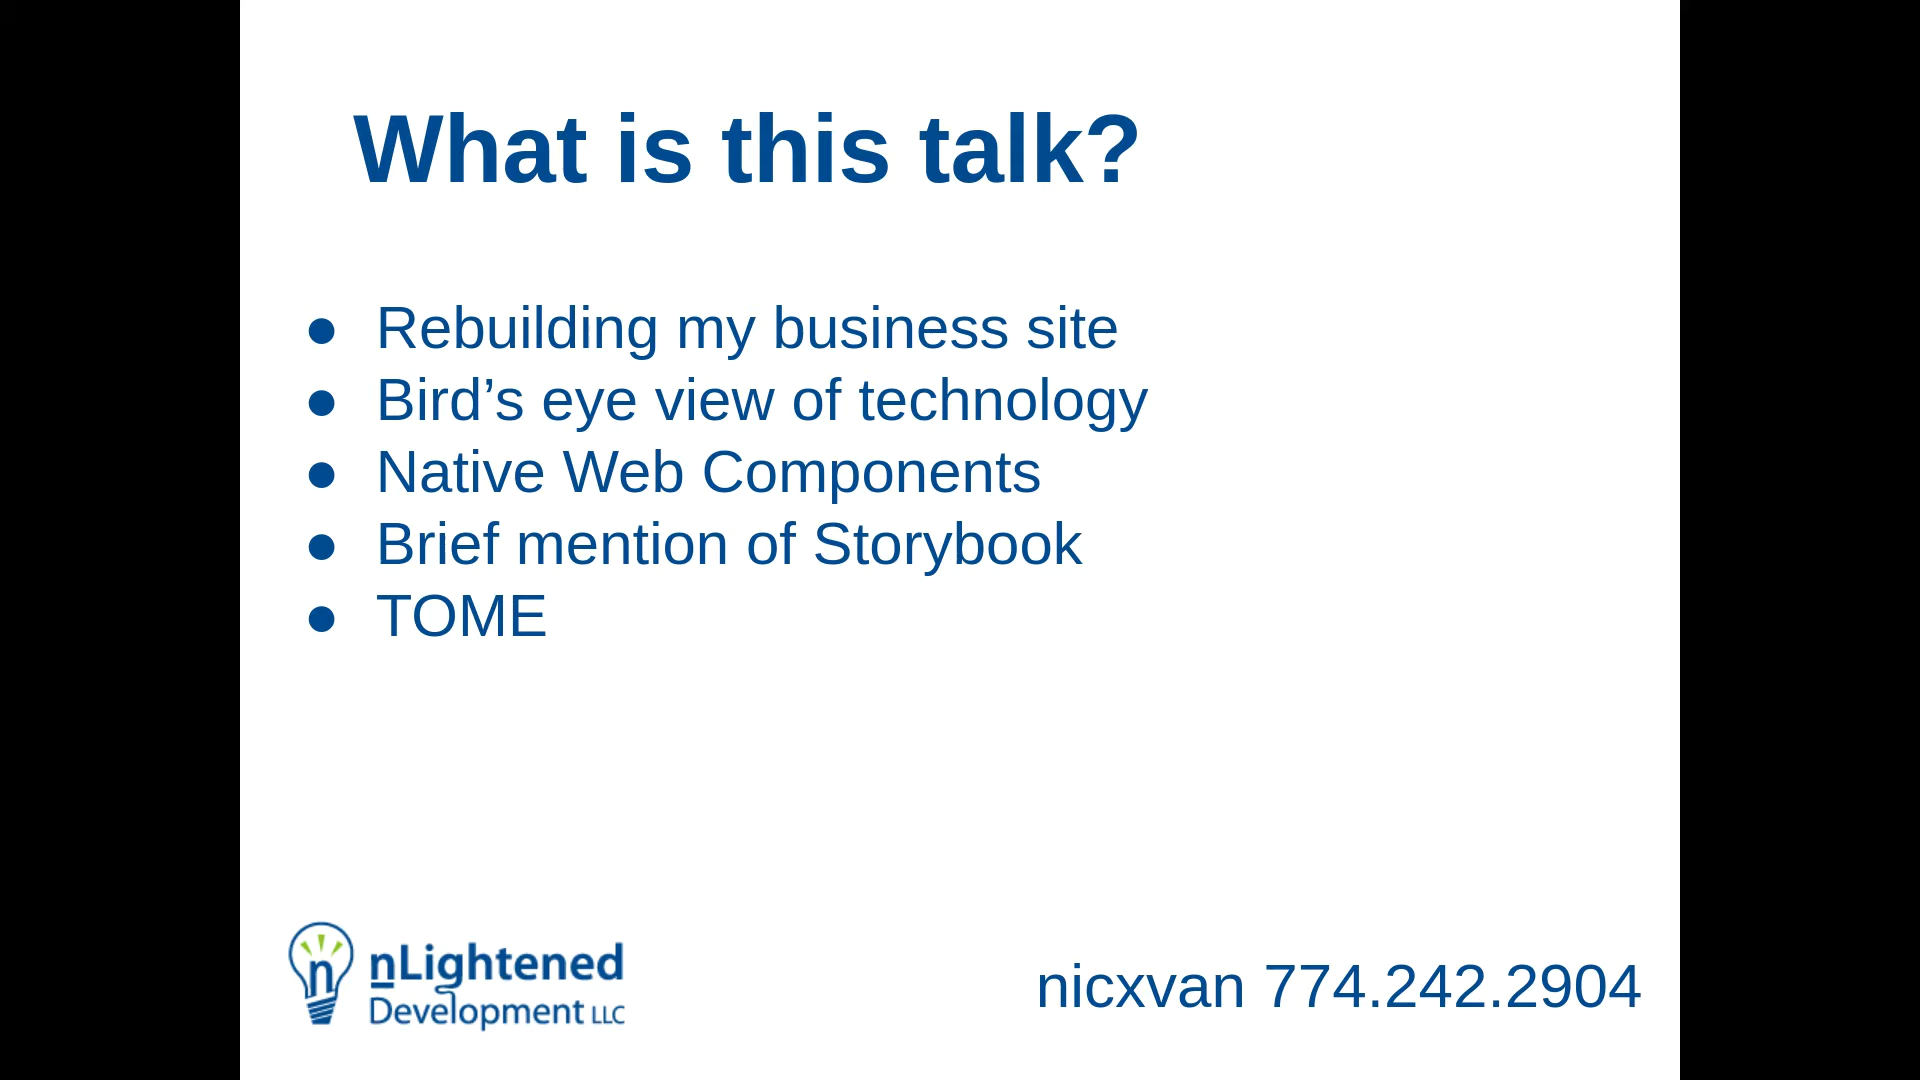 What is this talk?
● Rebuilding my business site
● Bird’s eye view of technology
● Native Web Components
● Brief mention of Storybook
● TOME
n
nLightened
Development LLC
nicxvan 774.242.2904